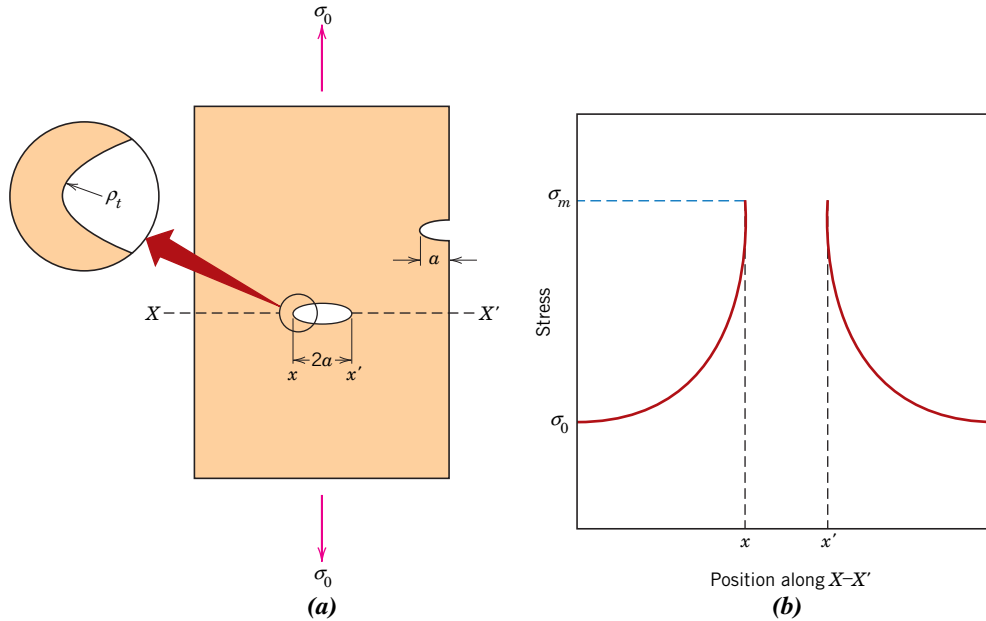 σ₀
ρₜ
a
X
X′
2a
x
x′
σ₀
(a)
σₘ
Stress
σ₀
x
x′
Position along X–X′
(b)